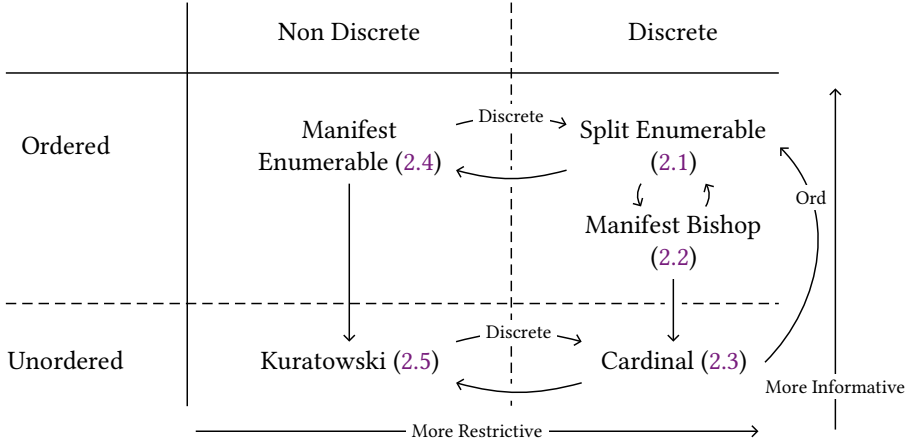 Non Discrete
Discrete
Ordered
Manifest
Enumerable (2.4)
Discrete
Split Enumerable
(2.1)
Manifest Bishop
(2.2)
Ord
Unordered
Kuratowski (2.5)
Discrete
Cardinal (2.3)
More Informative
More Restrictive